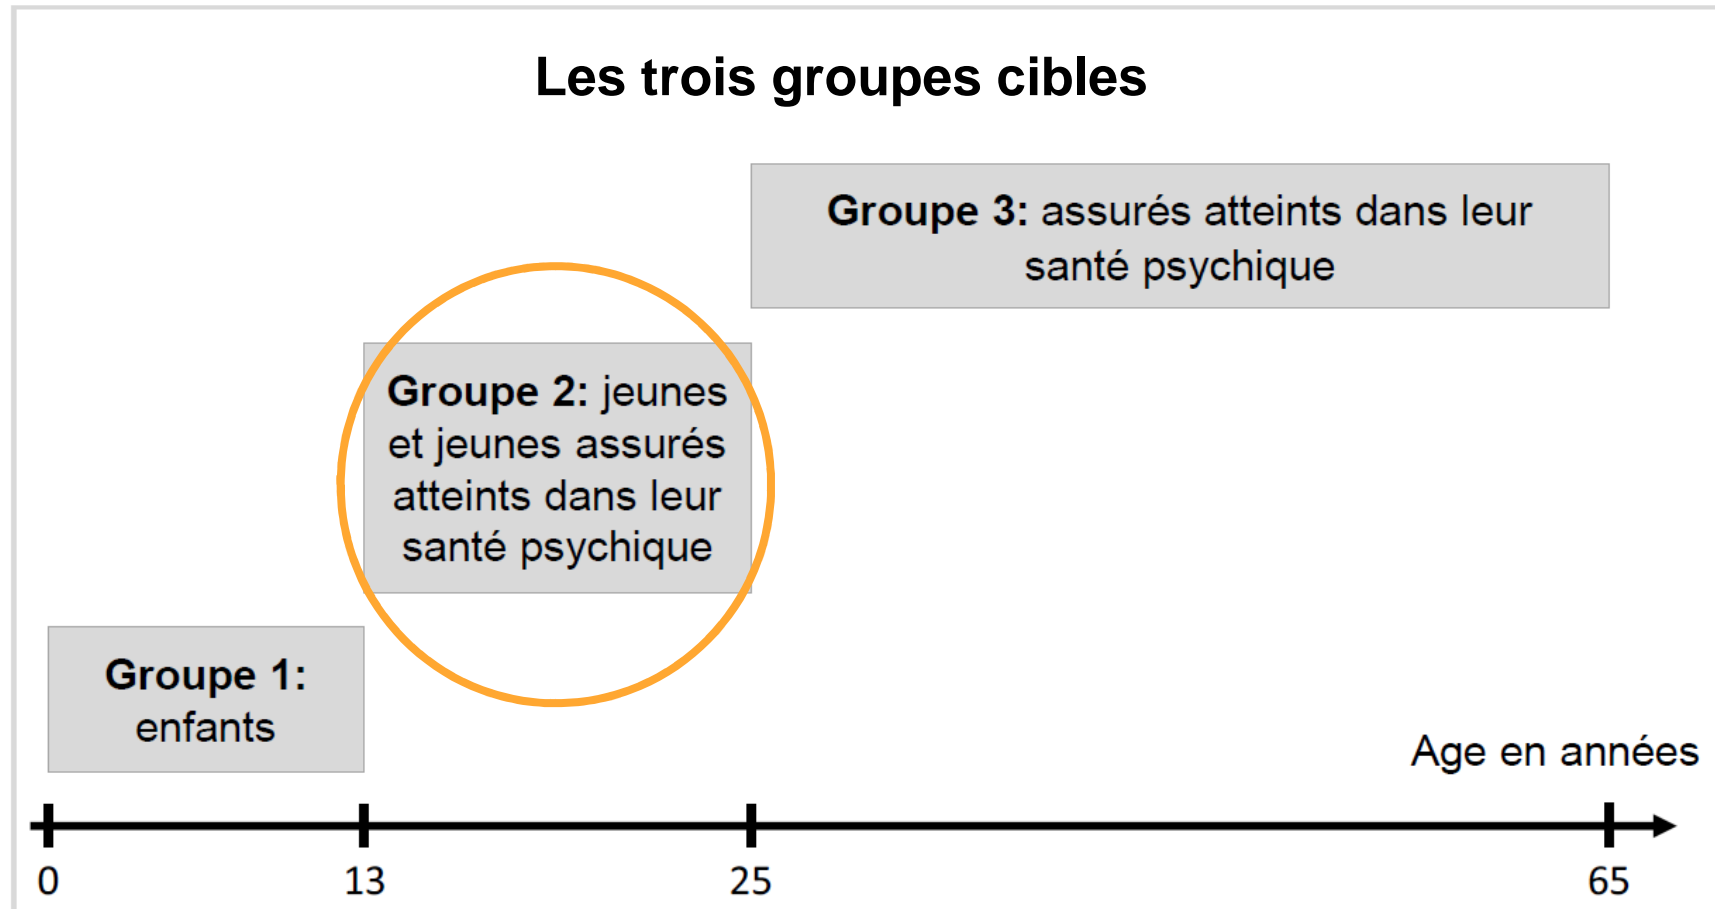 Les trois groupes cibles
Groupe 3: assurés atteints dans leur
santé psychique
Groupe 2: jeunes
et jeunes assurés
atteints dans leur
santé psychique
Groupe 1:
enfants
Age en années
0 13 25 65